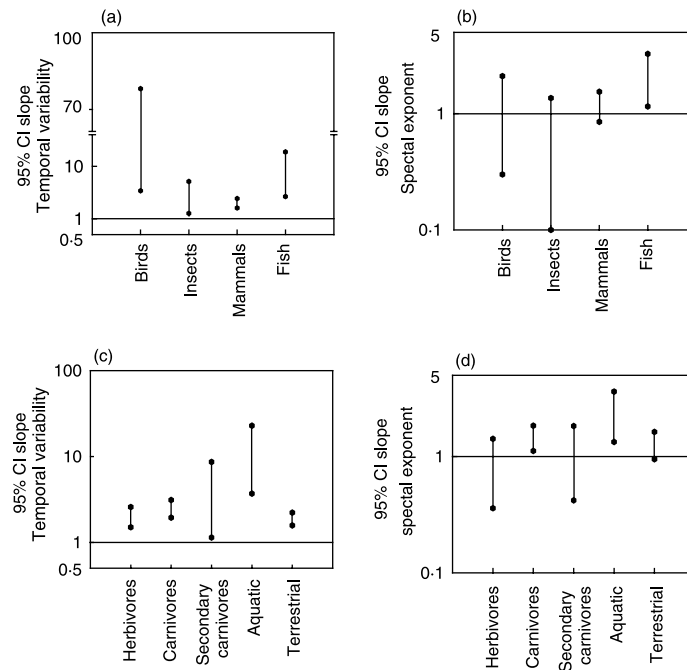 (a)
100
70
10
1
0·5
95% CI slope
Temporal variability
Birds
Insects
Mammals
Fish
(b)
5
1
0·1
95% CI slope
Spectal exponent
Birds
Insects
Mammals
Fish
(c)
100
10
1
0·5
95% CI slope
Temporal variability
Herbivores
Carnivores
Secondary
carnivores
Aquatic
Terrestrial
(d)
5
1
0·1
95% CI slope
spectal exponent
Herbivores
Carnivores
Secondary
carnivores
Aquatic
Terrestrial